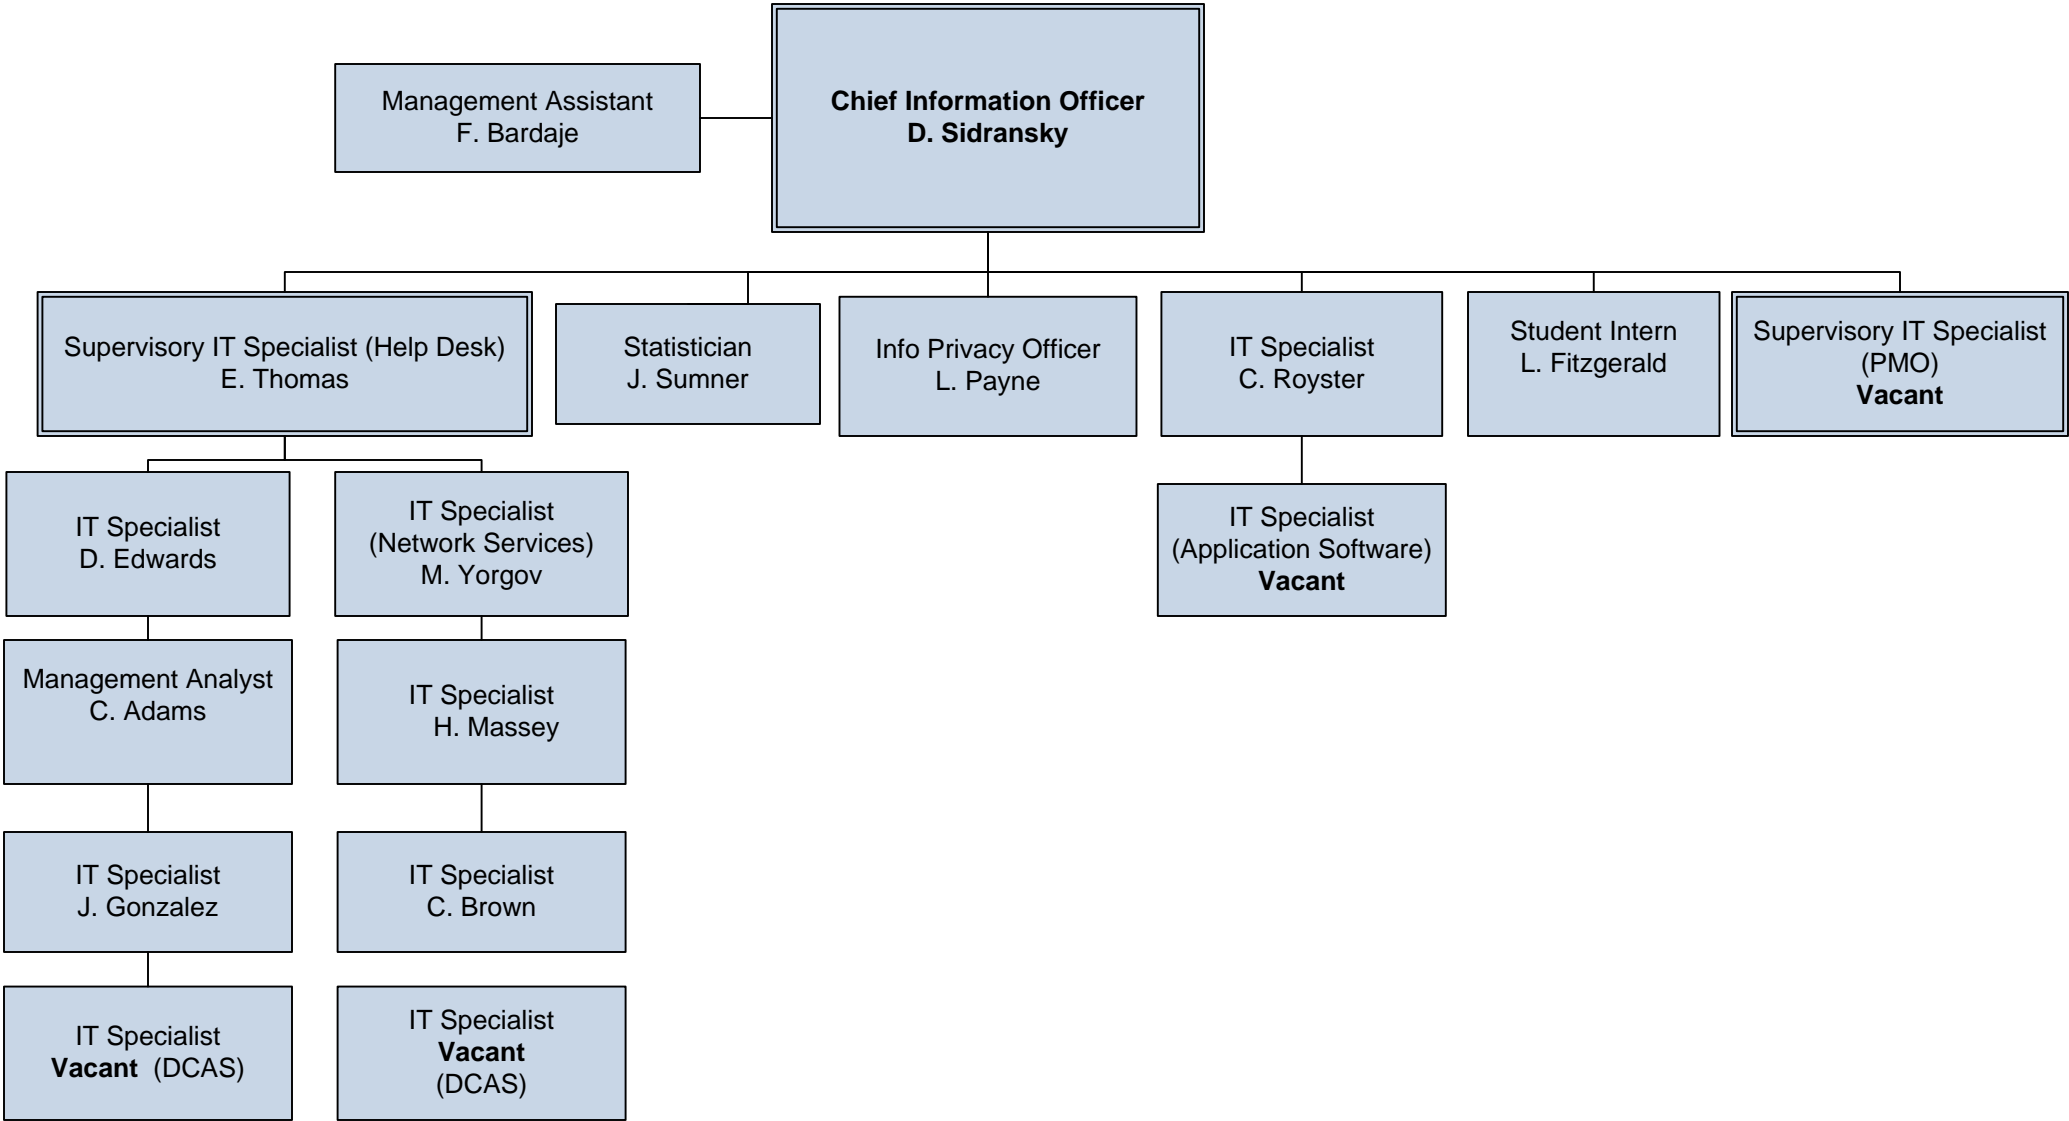 Management Assistant
F. Bardaje
Chief Information Officer
D. Sidransky
Supervisory IT Specialist (Help Desk)
E. Thomas
Statistician
J. Sumner
Info Privacy Officer
L. Payne
IT Specialist
C. Royster
Student Intern
L. Fitzgerald
Supervisory IT Specialist
(PMO)
Vacant
IT Specialist
D. Edwards
IT Specialist
(Network Services)
M. Yorgov
IT Specialist
(Application Software)
Vacant
Management Analyst
C. Adams
IT Specialist
H. Massey
IT Specialist
J. Gonzalez
IT Specialist
C. Brown
IT Specialist
Vacant (DCAS)
IT Specialist
Vacant
(DCAS)